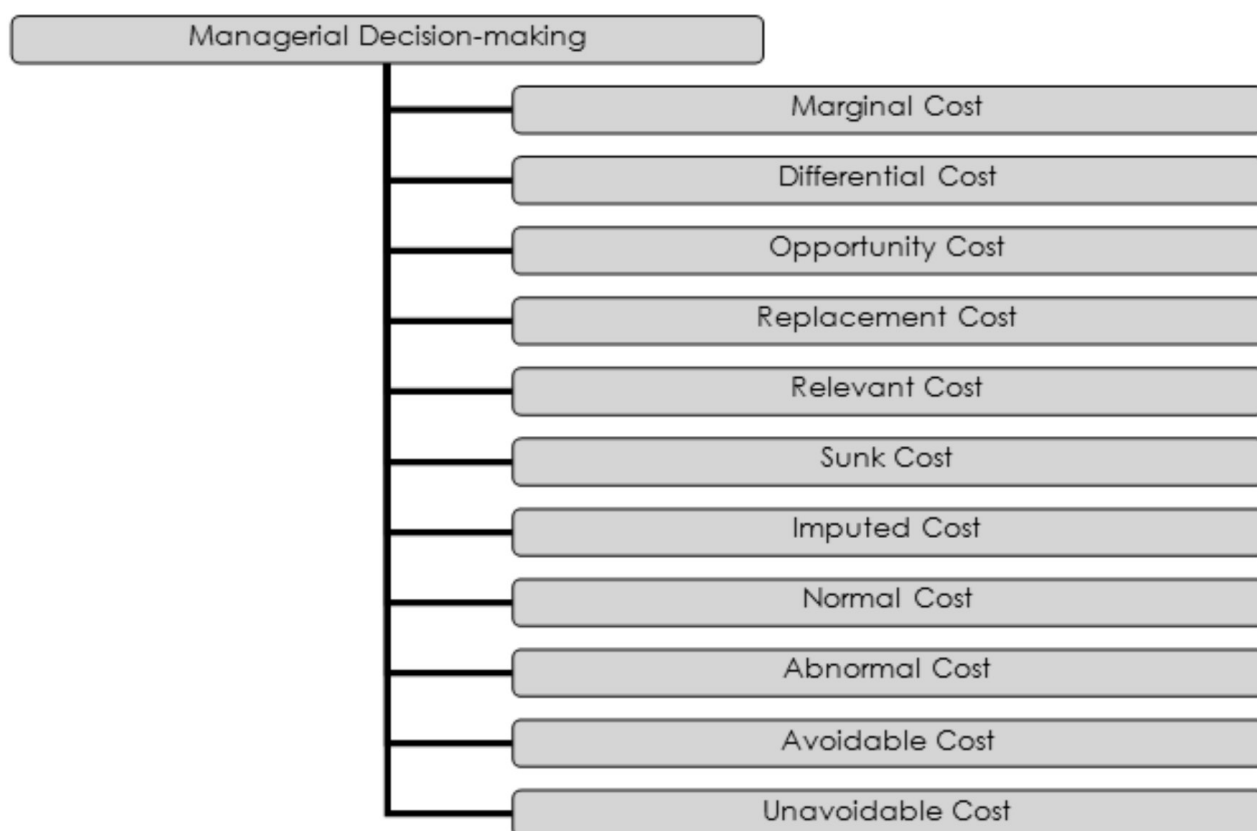 Managerial Decision-making
Marginal Cost
Differential Cost
Opportunity Cost
Replacement Cost
Relevant Cost
Sunk Cost
Imputed Cost
Normal Cost
Abnormal Cost
Avoidable Cost
Unavoidable Cost